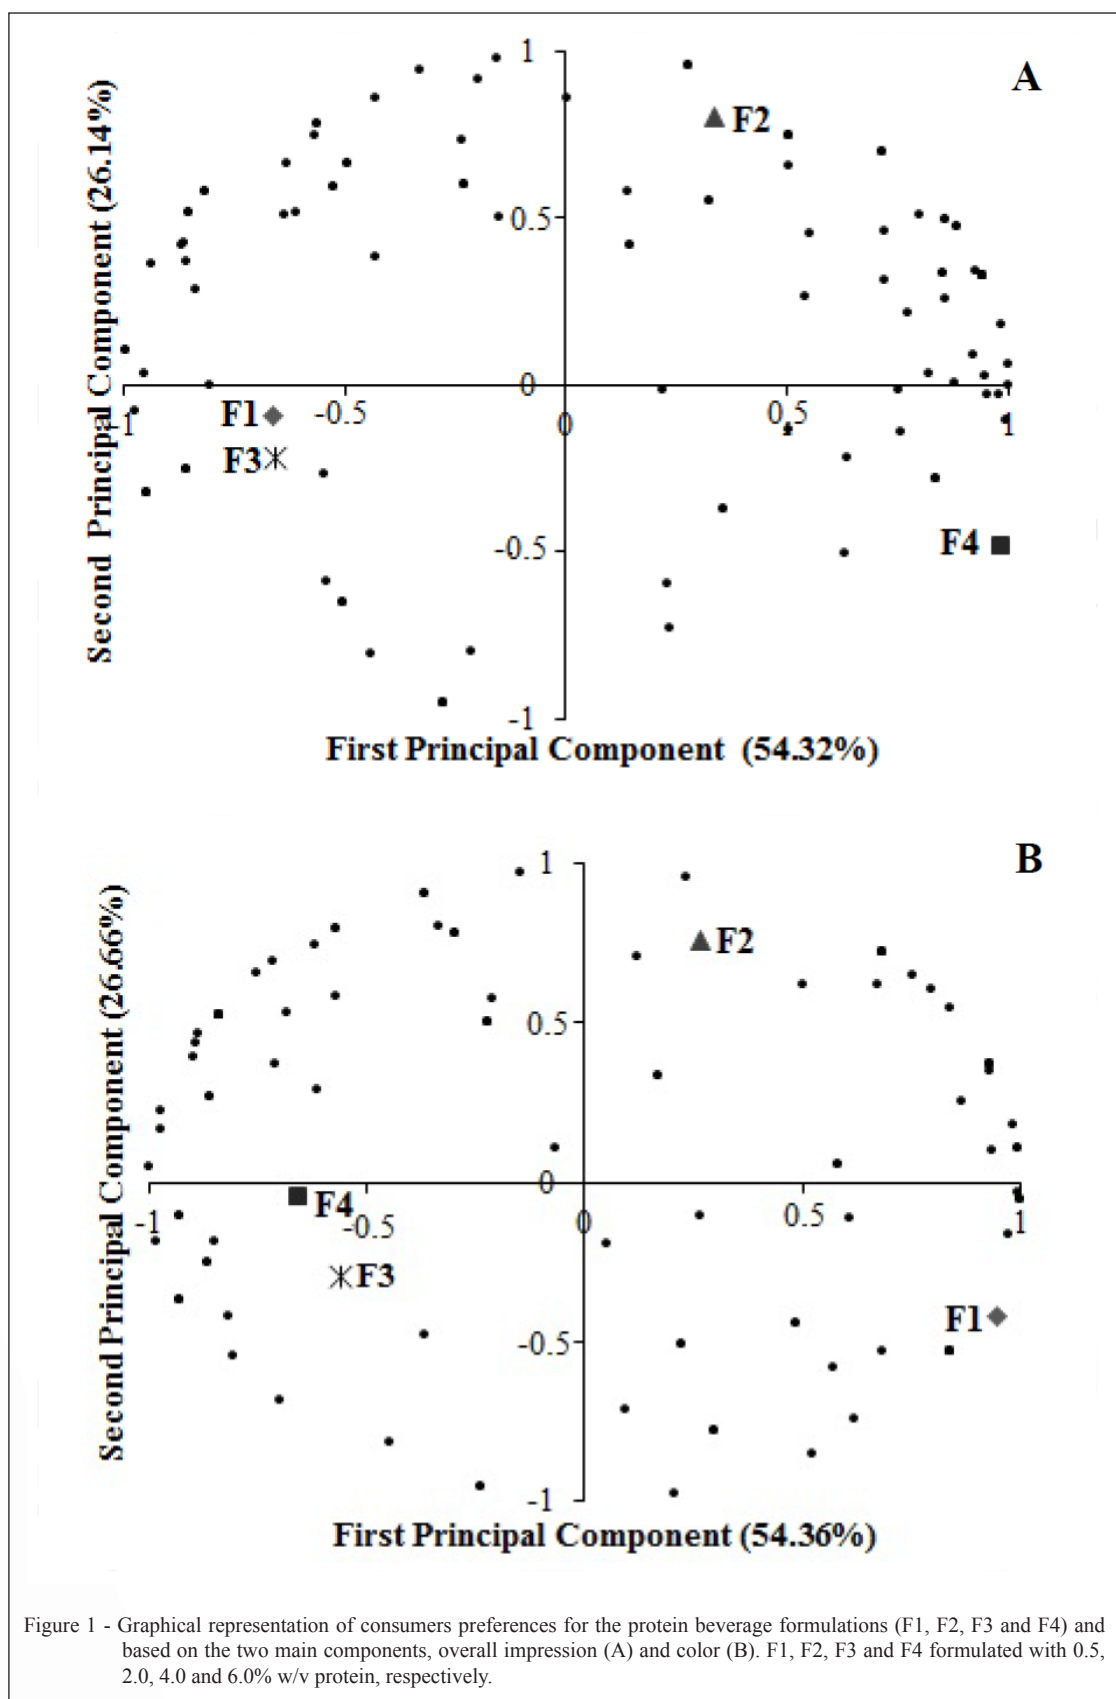 A
1
F2
0.5
0
-1
-0.5
0
0.5
1
F1
F3
-0.5
F4
-1
Second Principal Component (26.14%)
First Principal Component (54.32%)
B
1
F2
0.5
0
-1
-0.5
0
0.5
1
F4
F3
F1
-0.5
-1
Second Principal Component (26.66%)
First Principal Component (54.36%)
Figure 1 - Graphical representation of consumers preferences for the protein beverage formulations (F1, F2, F3 and F4) and
based on the two main components, overall impression (A) and color (B). F1, F2, F3 and F4 formulated with 0.5,
2.0, 4.0 and 6.0% w/v protein, respectively.